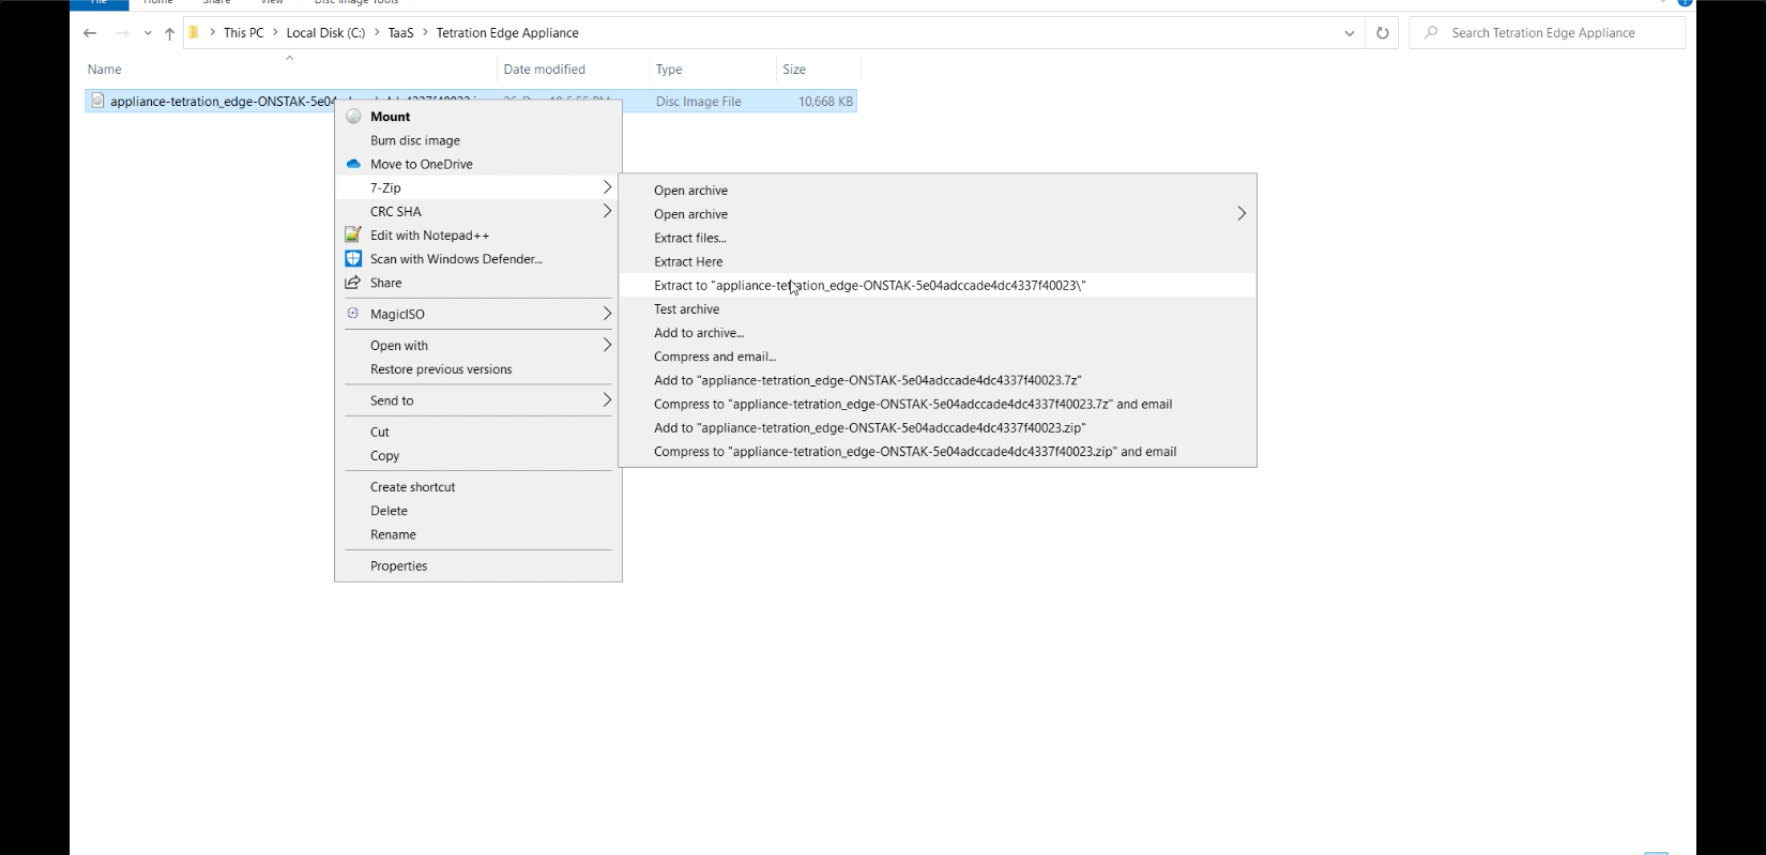 File Home Share View Disc Image Tools
This PC > Local Disk (C:) > TaaS > Tetration Edge Appliance
Search Tetration Edge Appliance
Name Date modified Type Size
appliance-tetration_edge-ONSTAK-5e04 Disc Image File 10,668 KB
Mount
Burn disc image
Move to OneDrive
7-Zip
CRC SHA
Edit with Notepad++
Scan with Windows Defender...
Share
MagicISO
Open with
Restore previous versions
Send to
Cut
Copy
Create shortcut
Delete
Rename
Properties
Open archive
Open archive
Extract files...
Extract Here
Extract to "appliance-tetration_edge-ONSTAK-5e04adccade4dc4337f40023\"
Test archive
Add to archive...
Compress and email...
Add to "appliance-tetration_edge-ONSTAK-5e04adccade4dc4337f40023.7z"
Compress to "appliance-tetration_edge-ONSTAK-5e04adccade4dc4337f40023.7z" and email
Add to "appliance-tetration_edge-ONSTAK-5e04adccade4dc4337f40023.zip"
Compress to "appliance-tetration_edge-ONSTAK-5e04adccade4dc4337f40023.zip" and email